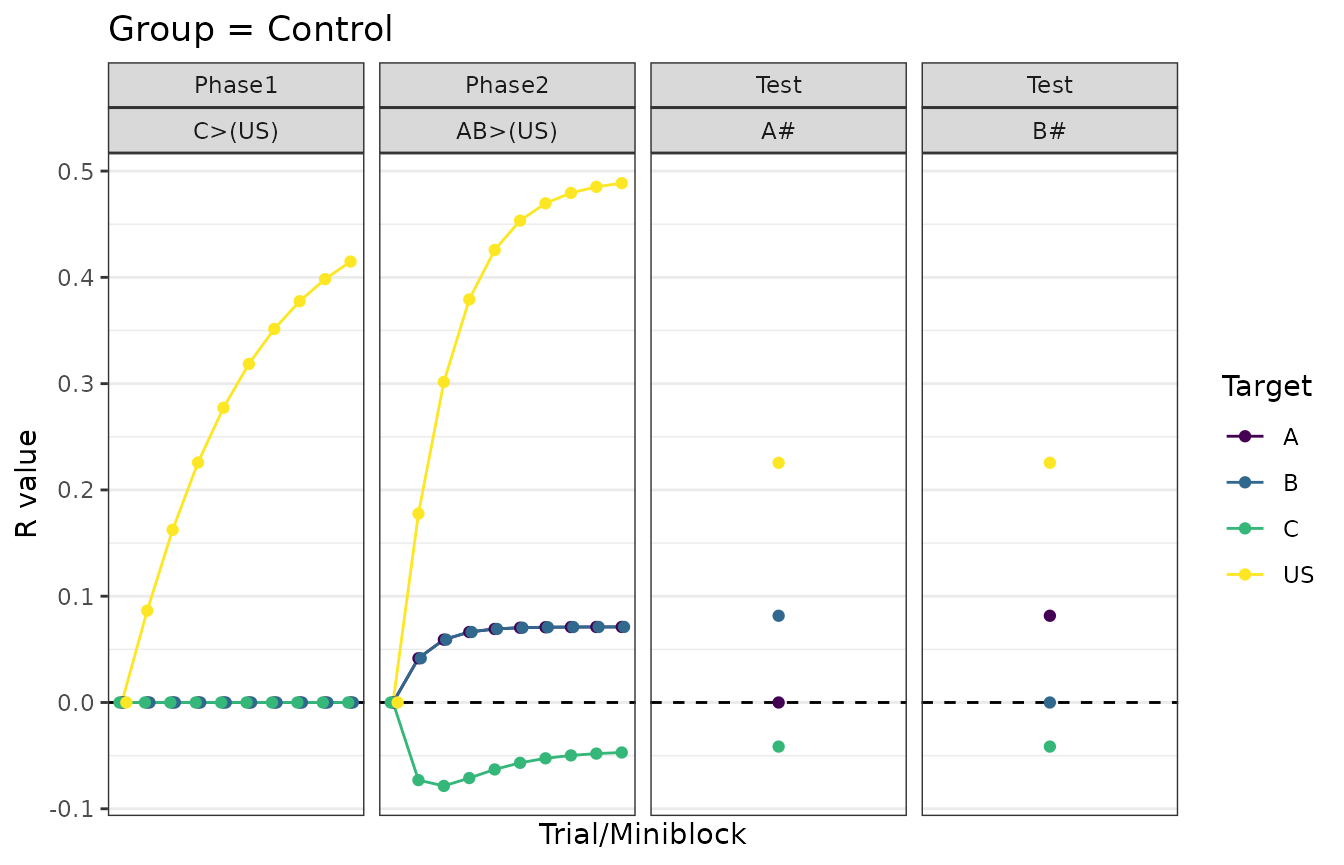 Group = Control
Phase1
Phase2
Test
Test
C>(US)
AB>(US)
A#
B#
0.5
0.4
0.3
0.2
0.1
0.0
-0.1
R value
Trial/Miniblock
Target
A
B
C
US